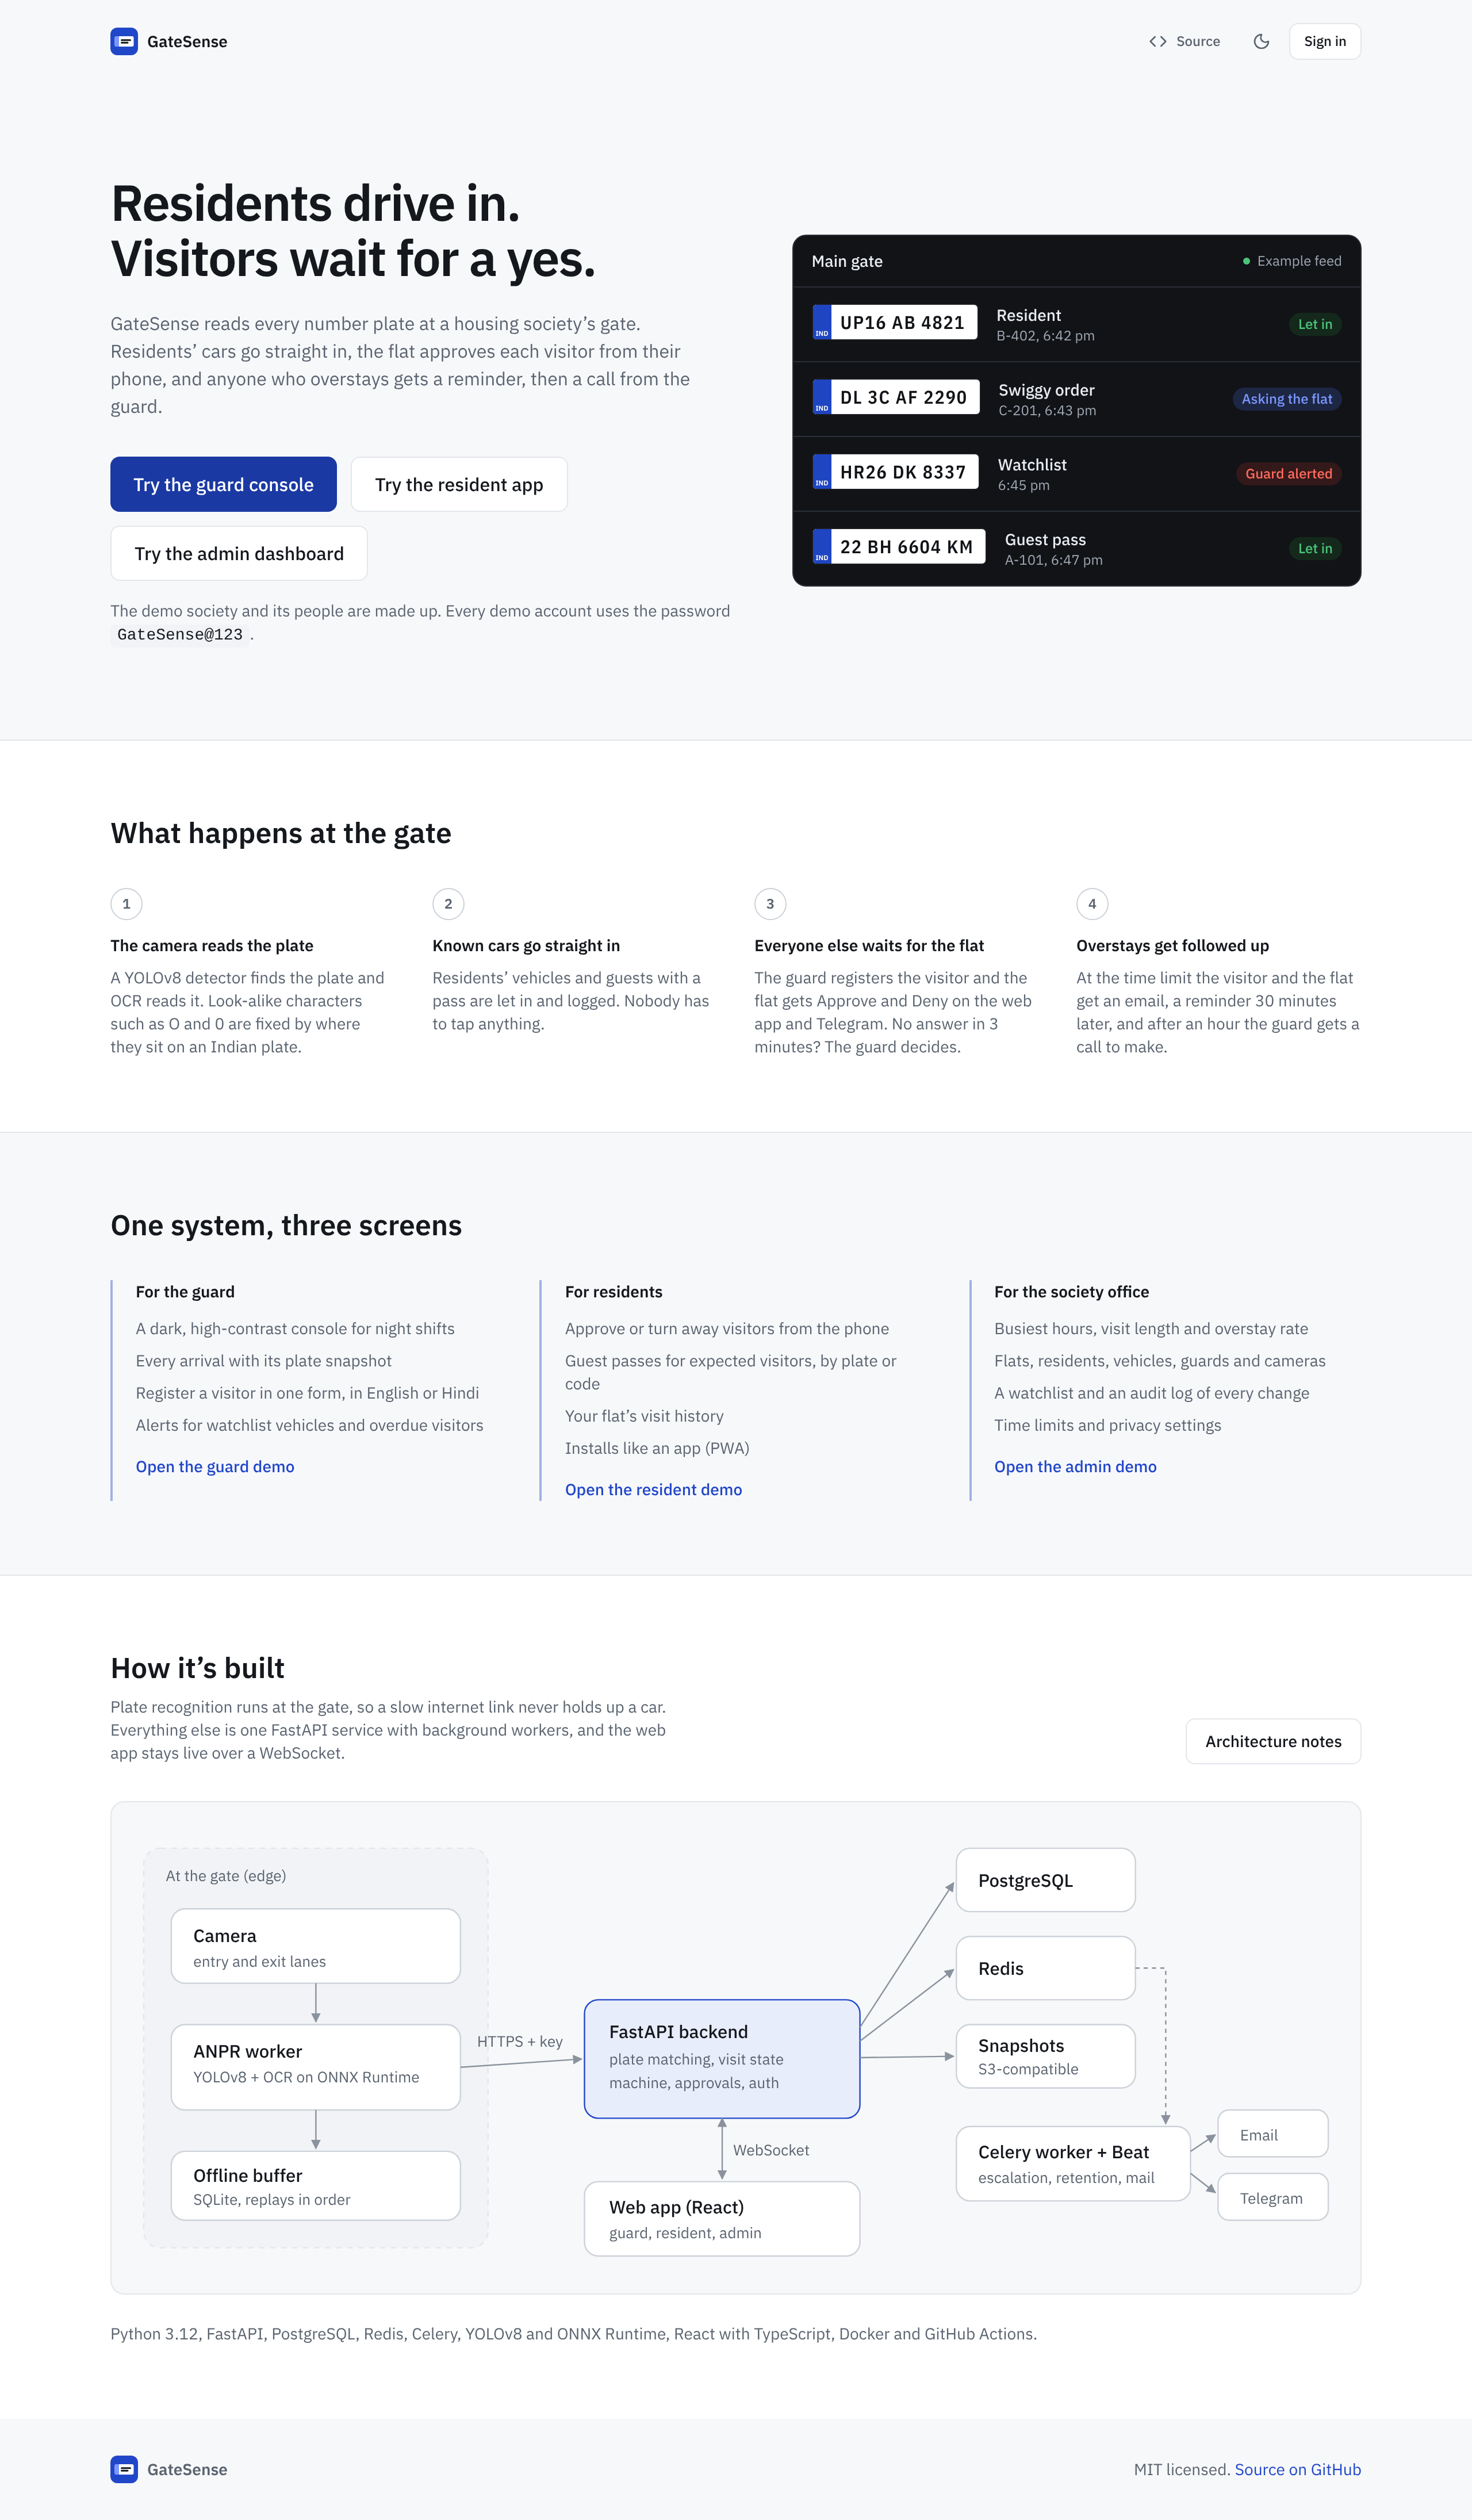 GateSense
Source
Sign in
Residents drive in.
Visitors wait for a yes.
GateSense reads every number plate at a housing society’s gate.
Residents’ cars go straight in, the flat approves each visitor from their
phone, and anyone who overstays gets a reminder, then a call from the
guard.
Try the guard console
Try the resident app
Try the admin dashboard
The demo society and its people are made up. Every demo account uses the password
GateSense@123 .
Main gate
Example feed
IND UP16 AB 4821
Resident
B-402, 6:42 pm
Let in
IND DL 3C AF 2290
Swiggy order
C-201, 6:43 pm
Asking the flat
IND HR26 DK 8337
Watchlist
6:45 pm
Guard alerted
IND 22 BH 6604 KM
Guest pass
A-101, 6:47 pm
Let in
What happens at the gate
1
The camera reads the plate
A YOLOv8 detector finds the plate and
OCR reads it. Look-alike characters
such as O and 0 are fixed by where
they sit on an Indian plate.
2
Known cars go straight in
Residents’ vehicles and guests with a
pass are let in and logged. Nobody has
to tap anything.
3
Everyone else waits for the flat
The guard registers the visitor and the
flat gets Approve and Deny on the web
app and Telegram. No answer in 3
minutes? The guard decides.
4
Overstays get followed up
At the time limit the visitor and the flat
get an email, a reminder 30 minutes
later, and after an hour the guard gets a
call to make.
One system, three screens
For the guard
A dark, high-contrast console for night shifts
Every arrival with its plate snapshot
Register a visitor in one form, in English or Hindi
Alerts for watchlist vehicles and overdue visitors
Open the guard demo
For residents
Approve or turn away visitors from the phone
Guest passes for expected visitors, by plate or
code
Your flat’s visit history
Installs like an app (PWA)
Open the resident demo
For the society office
Busiest hours, visit length and overstay rate
Flats, residents, vehicles, guards and cameras
A watchlist and an audit log of every change
Time limits and privacy settings
Open the admin demo
How it’s built
Plate recognition runs at the gate, so a slow internet link never holds up a car.
Everything else is one FastAPI service with background workers, and the web
app stays live over a WebSocket.
Architecture notes
At the gate (edge)
Camera
entry and exit lanes
ANPR worker
YOLOv8 + OCR on ONNX Runtime
Offline buffer
SQLite, replays in order
HTTPS + key
FastAPI backend
plate matching, visit state
machine, approvals, auth
WebSocket
Web app (React)
guard, resident, admin
PostgreSQL
Redis
Snapshots
S3-compatible
Celery worker + Beat
escalation, retention, mail
Email
Telegram
Python 3.12, FastAPI, PostgreSQL, Redis, Celery, YOLOv8 and ONNX Runtime, React with TypeScript, Docker and GitHub Actions.
GateSense
MIT licensed. Source on GitHub